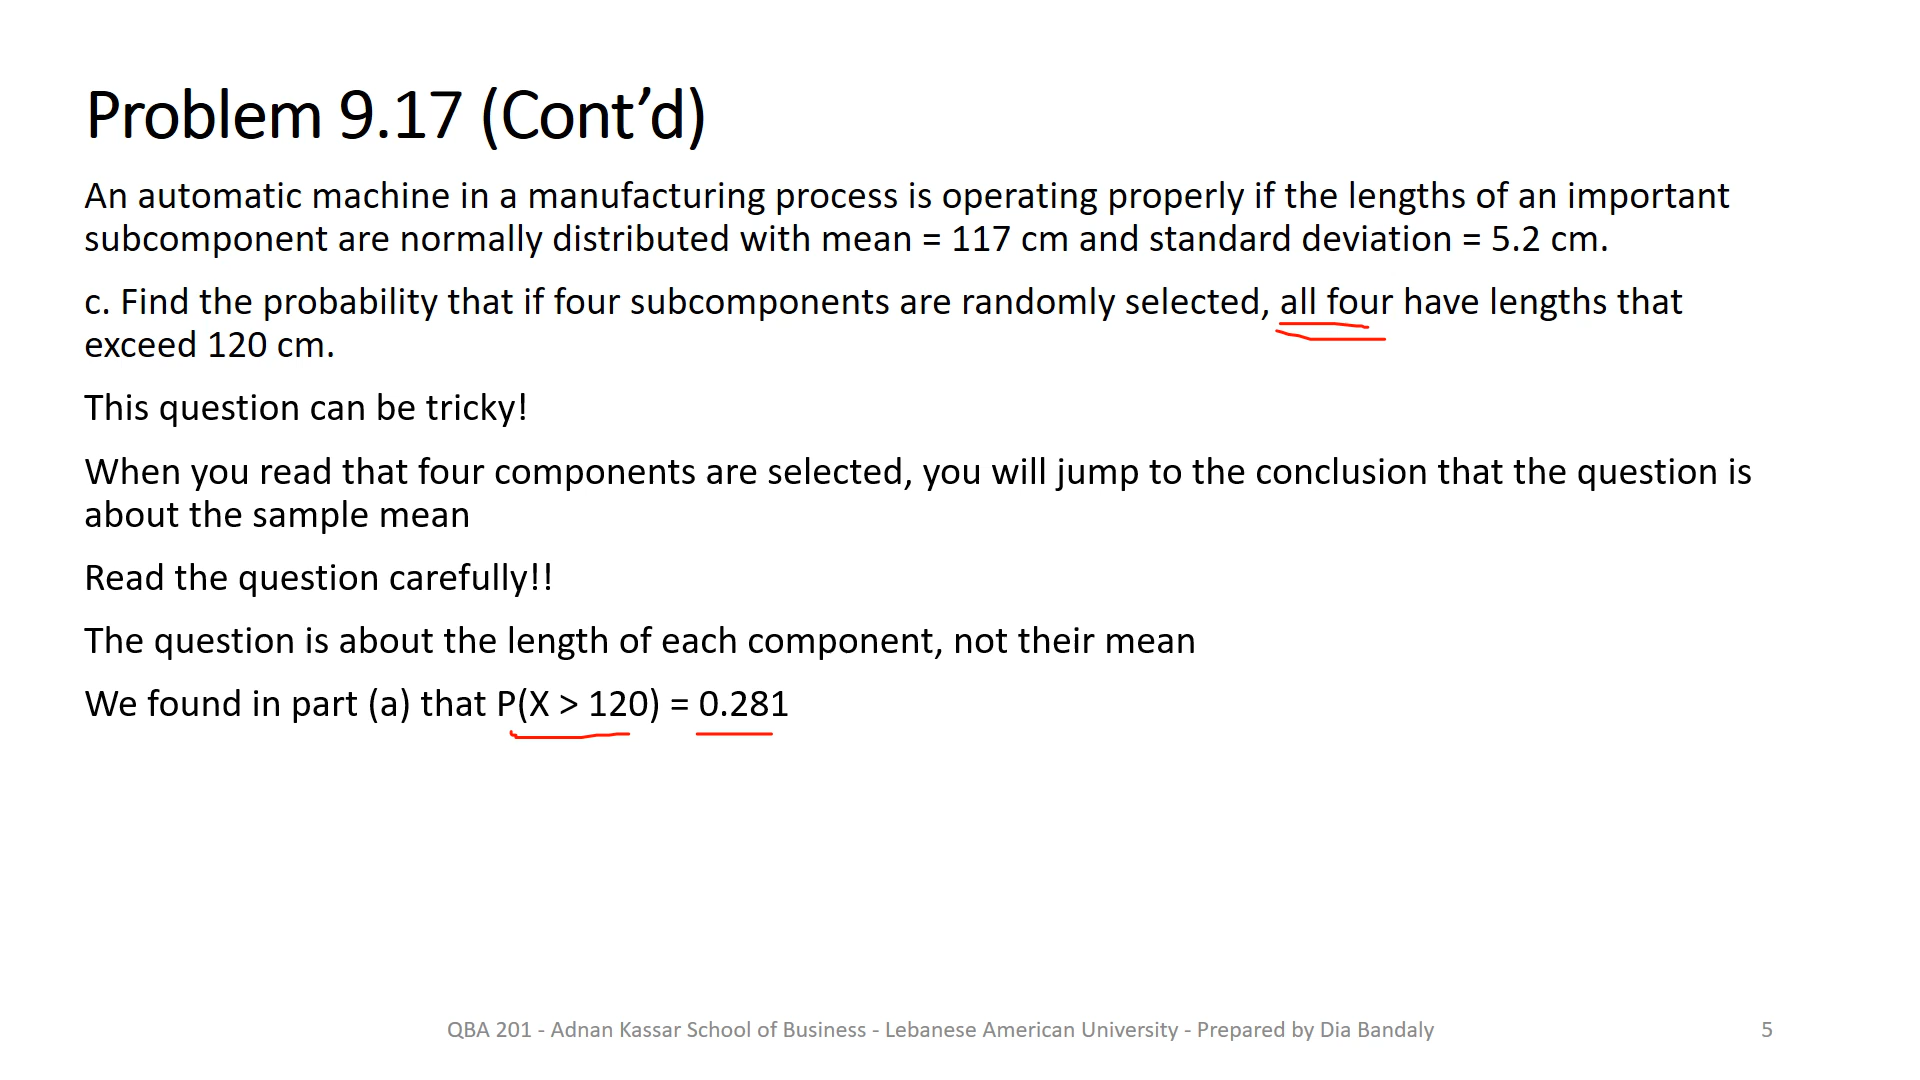 Problem 9.17 (Cont’d)
An automatic machine in a manufacturing process is operating properly if the lengths of an important
subcomponent are normally distributed with mean = 117 cm and standard deviation = 5.2 cm.
c. Find the probability that if four subcomponents are randomly selected, all four have lengths that
exceed 120 cm.
This question can be tricky!
When you read that four components are selected, you will jump to the conclusion that the question is
about the sample mean
Read the question carefully!!
The question is about the length of each component, not their mean
We found in part (a) that P(X > 120) = 0.281
QBA 201 - Adnan Kassar School of Business - Lebanese American University - Prepared by Dia Bandaly
5